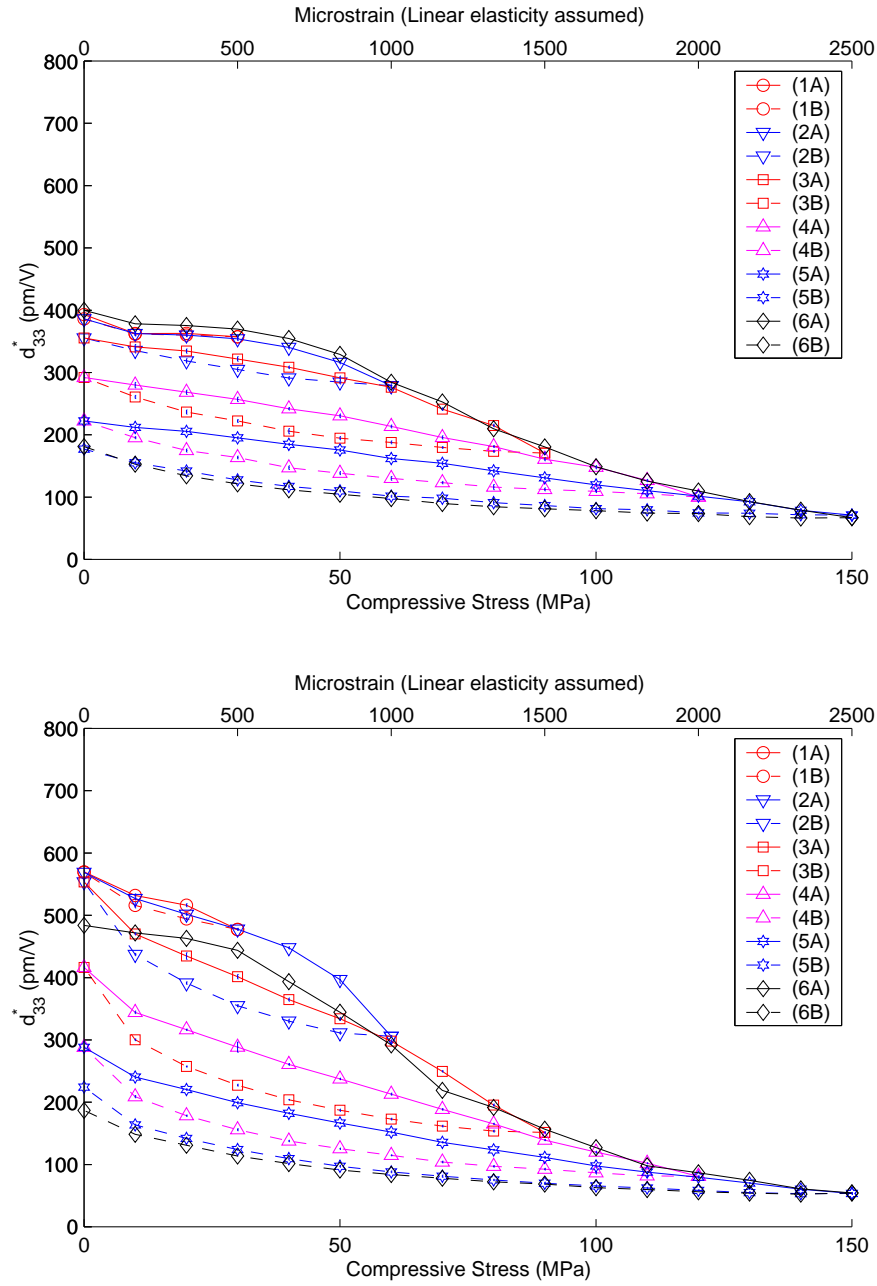 Microstrain (Linear elasticity assumed)
0 500 1000 1500 2000 2500
800
700
600
500
400
300
200
100
0
d*33 (pm/V)
(1A)
(1B)
(2A)
(2B)
(3A)
(3B)
(4A)
(4B)
(5A)
(5B)
(6A)
(6B)
0 50 100 150
Compressive Stress (MPa)
Microstrain (Linear elasticity assumed)
0 500 1000 1500 2000 2500
800
700
600
500
400
300
200
100
0
d*33 (pm/V)
(1A)
(1B)
(2A)
(2B)
(3A)
(3B)
(4A)
(4B)
(5A)
(5B)
(6A)
(6B)
0 50 100 150
Compressive Stress (MPa)